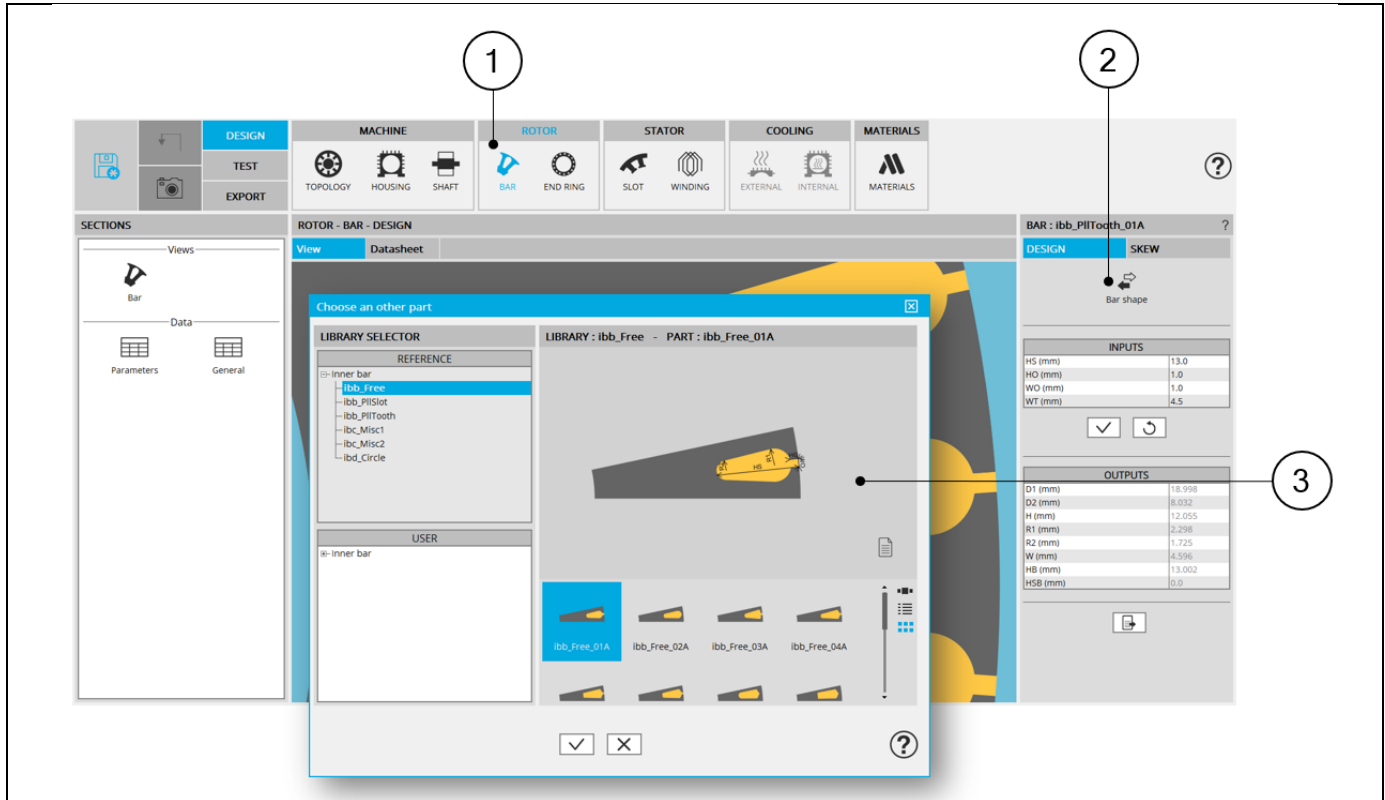 1
2
DESIGN
TEST
EXPORT
MACHINE
TOPOLOGY HOUSING SHAFT
ROTOR
BAR END RING
STATOR
SLOT WINDING
COOLING
EXTERNAL INTERNAL
MATERIALS
MATERIALS
?
SECTIONS
Views
Bar
Data
Parameters General
ROTOR - BAR - DESIGN
View Datasheet
Choose an other part
LIBRARY SELECTOR
REFERENCE
Inner bar
ibb_Free
ibb_PllSlot
ibb_PllTooth
ibc_Misc1
ibc_Misc2
ibd_Circle
USER
Inner bar
LIBRARY : ibb_Free - PART : ibb_Free_01A
HS
ibb_Free_01A ibb_Free_02A ibb_Free_03A ibb_Free_04A
?
BAR : ibb_PllTooth_01A ?
DESIGN SKEW
Bar shape
INPUTS
HS (mm) 13.0
HO (mm) 1.0
WO (mm) 1.0
WT (mm) 4.5
3
OUTPUTS
D1 (mm) 18.998
D2 (mm) 8.032
H (mm) 12.055
R1 (mm) 2.298
R2 (mm) 1.725
W (mm) 4.596
HB (mm) 13.002
HSB (mm) 0.0